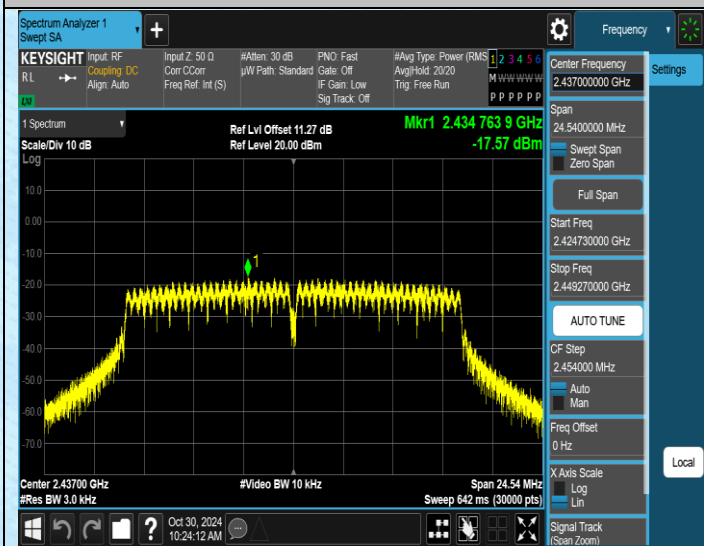 Spectrum Analyzer 1
Swept SA
+
Frequency
KEYSIGHT
RL
LXI
Input: RF
Coupling: DC
Align: Auto
Input Z: 50 Ω
Corr CCorr
Freq Ref: Int (S)
#Atten: 30 dB
µW Path: Standard
PNO: Fast
Gate: Off
IF Gain: Low
Sig Track: Off
#Avg Type: Power (RMS
Avg|Hold: 20/20
Trig: Free Run
1 2 3 4 5 6
M W W W W W
P P P P P P
1 Spectrum
Scale/Div 10 dB
Ref Lvl Offset 11.27 dB
Ref Level 20.00 dBm
Mkr1 2.434 763 9 GHz
-17.57 dBm
Log
10.0
0.00
-10.0
-20.0
-30.0
-40.0
-50.0
-60.0
-70.0
1
Center 2.43700 GHz
#Res BW 3.0 kHz
#Video BW 10 kHz
Span 24.54 MHz
Sweep 642 ms (30000 pts)
?
Oct 30, 2024
10:24:12 AM
Center Frequency
2.437000000 GHz
Settings
Span
24.5400000 MHz
Swept Span
Zero Span
Full Span
Start Freq
2.424730000 GHz
Stop Freq
2.449270000 GHz
AUTO TUNE
CF Step
2.454000 MHz
Auto
Man
Freq Offset
0 Hz
X Axis Scale
Log
Lin
Local
Signal Track
(Span Zoom)